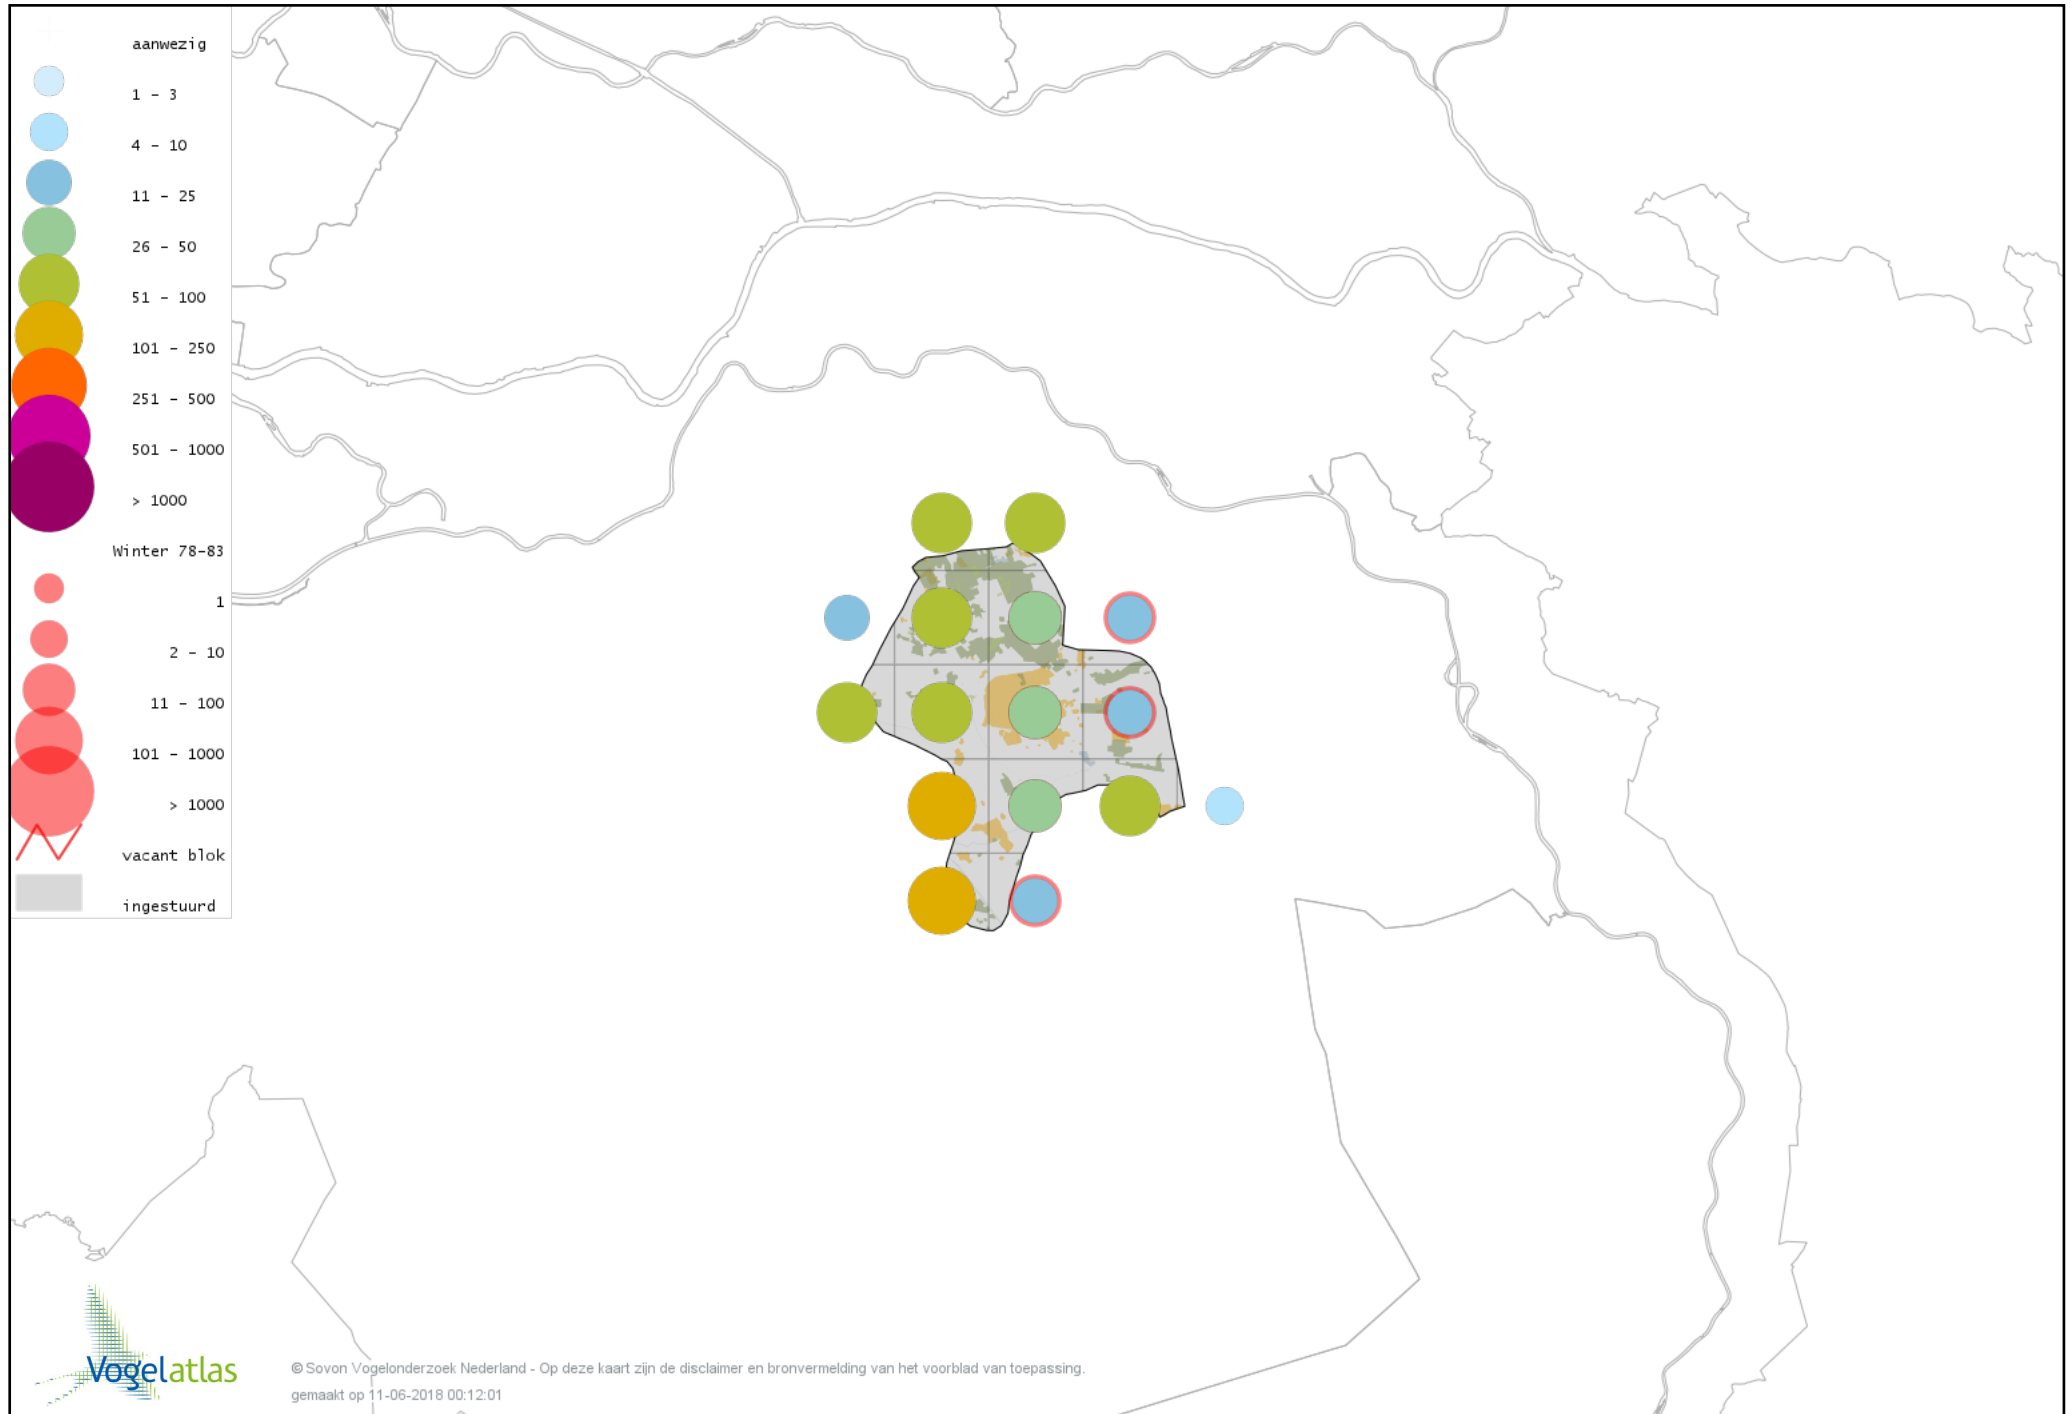 aanwezig
1 - 3
4 - 10
11 - 25
26 - 50
51 - 100
101 - 250
251 - 500
501 - 1000
> 1000
Winter 78-83
1
2 - 10
11 - 100
101 - 1000
> 1000
vacant blok
ingestuurd
Vogelatlas
© Sovon Vogelonderzoek Nederland - Op deze kaart zijn de disclaimer en bronvermelding van het voorblad van toepassing.
gemaakt op 11-06-2018 00:12:01